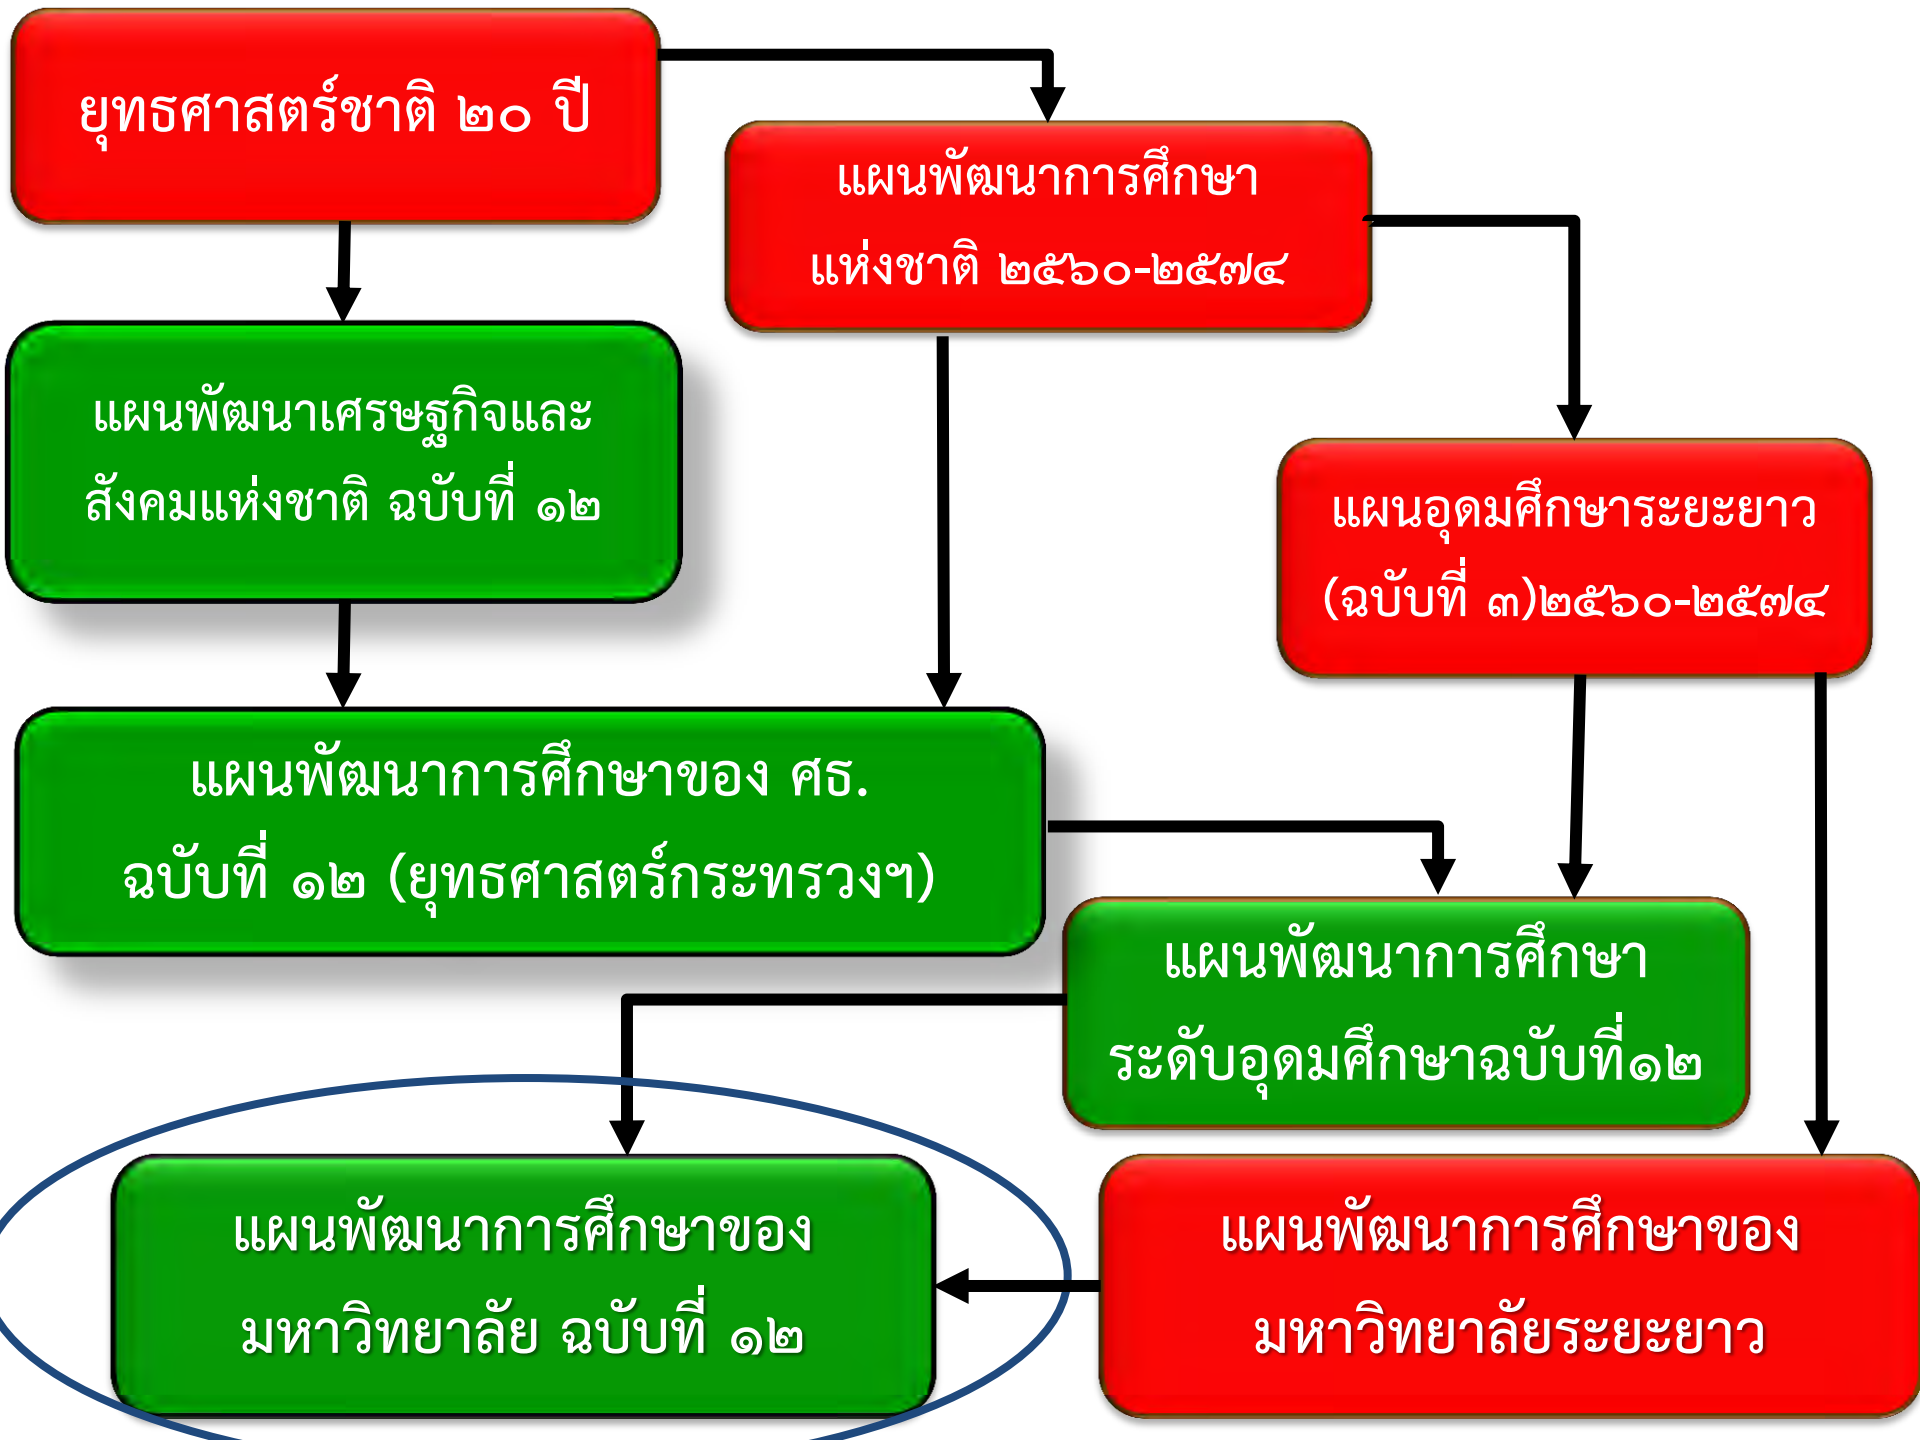 ยุทธศาสตร์ชาติ ๒๐ ปี
แผนพัฒนาการศึกษา
แห่งชาติ ๒๕๖๐-๒๕๗๔
แผนพัฒนาเศรษฐกิจและ
สังคมแห่งชาติ ฉบับที่ ๑๒
แผนอุดมศึกษาระยะยาว
(ฉบับที่ ๓)๒๕๖๐-๒๕๗๔
แผนพัฒนาการศึกษาของ ศธ.
ฉบับที่ ๑๒ (ยุทธศาสตร์กระทรวงฯ)
แผนพัฒนาการศึกษา
ระดับอุดมศึกษาฉบับที่๑๒
แผนพัฒนาการศึกษาของ
มหาวิทยาลัย ฉบับที่ ๑๒
แผนพัฒนาการศึกษาของ
มหาวิทยาลัยระยะยาว